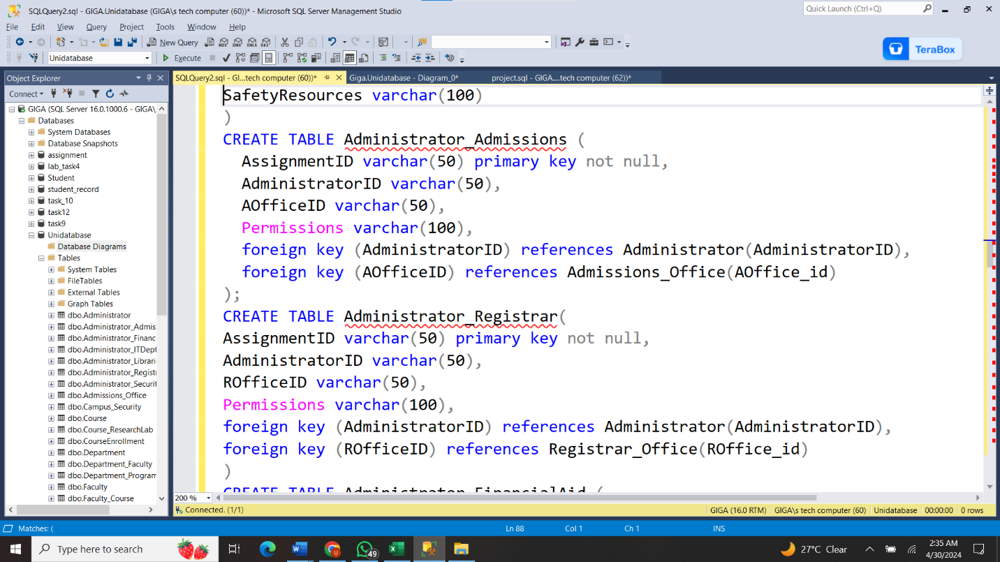 SQLQuery2.sql - GIGA.Unidatabase (GIGA\s tech computer (60))* - Microsoft SQL Server Management Studio
Quick Launch (Ctrl+Q)
File Edit View Query Project Tools Window Help
New Query
Unidatabase
Execute
TeraBox
Object Explorer
Connect
GIGA (SQL Server 16.0.1000.6 - GIGA\
Databases
System Databases
Database Snapshots
assignment
lab_task4
Student
student_record
task_10
task12
task9
Unidatabase
Database Diagrams
Tables
System Tables
FileTables
External Tables
Graph Tables
dbo.Administrator
dbo.Administrator_Admis
dbo.Administrator_Financ
dbo.Administrator_ITDept
dbo.Administrator_Librari
dbo.Administrator_Registr
dbo.Administrator_Securit
dbo.Admissions_Office
dbo.Campus_Security
dbo.Course
dbo.Course_ResearchLab
dbo.CourseEnrollment
dbo.Department
dbo.Department_Faculty
dbo.Department_Program
dbo.Faculty
dbo.Faculty_Course
SQLQuery2.sql - GI...tech computer (60))* Giga.Unidatabase - Diagram_0* project.sql - GIGA....tech computer (62))*
SafetyResources varchar(100)
)
CREATE TABLE Administrator_Admissions (
AssignmentID varchar(50) primary key not null,
AdministratorID varchar(50),
AOfficeID varchar(50),
Permissions varchar(100),
foreign key (AdministratorID) references Administrator(AdministratorID),
foreign key (AOfficeID) references Admissions_Office(AOffice_id)
);
CREATE TABLE Administrator_Registrar(
AssignmentID varchar(50) primary key not null,
AdministratorID varchar(50),
ROfficeID varchar(50),
Permissions varchar(100),
foreign key (AdministratorID) references Administrator(AdministratorID),
foreign key (ROfficeID) references Registrar_Office(ROffice_id)
)
CREATE TABLE Administrator_FinancialAid (
200 %
Connected. (1/1)
GIGA (16.0 RTM) GIGA\s tech computer (60) Unidatabase 00:00:00 0 rows
Matches: ( Ln 88 Col 1 Ch 1 INS
Type here to search
49
27°C Clear
2:35 AM
4/30/2024